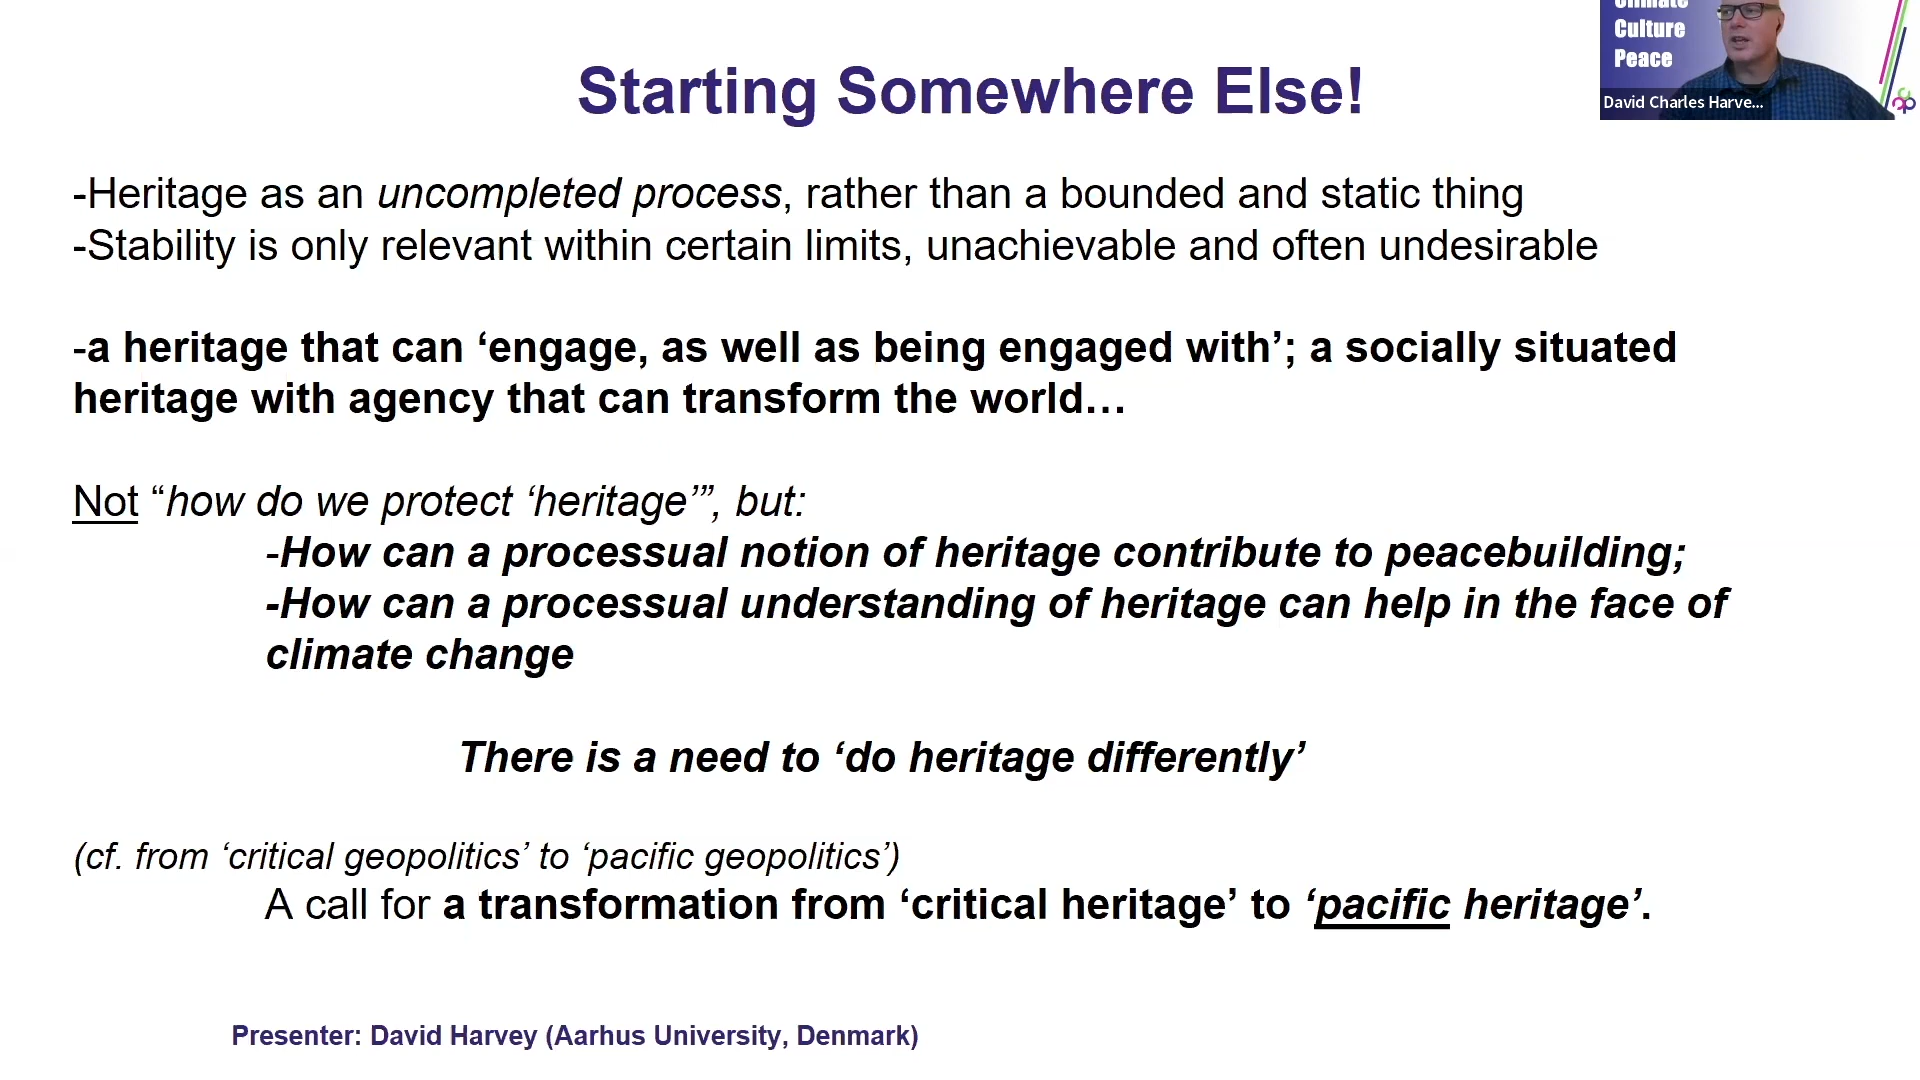 Climate
Culture
Peace
David Charles Harve...
Starting Somewhere Else!
-Heritage as an uncompleted process, rather than a bounded and static thing
-Stability is only relevant within certain limits, unachievable and often undesirable
-a heritage that can ‘engage, as well as being engaged with’; a socially situated
heritage with agency that can transform the world…
Not “how do we protect ‘heritage’”, but:
-How can a processual notion of heritage contribute to peacebuilding;
-How can a processual understanding of heritage can help in the face of
climate change
There is a need to ‘do heritage differently’
(cf. from ‘critical geopolitics’ to ‘pacific geopolitics’)
A call for a transformation from ‘critical heritage’ to ‘pacific heritage’.
Presenter: David Harvey (Aarhus University, Denmark)